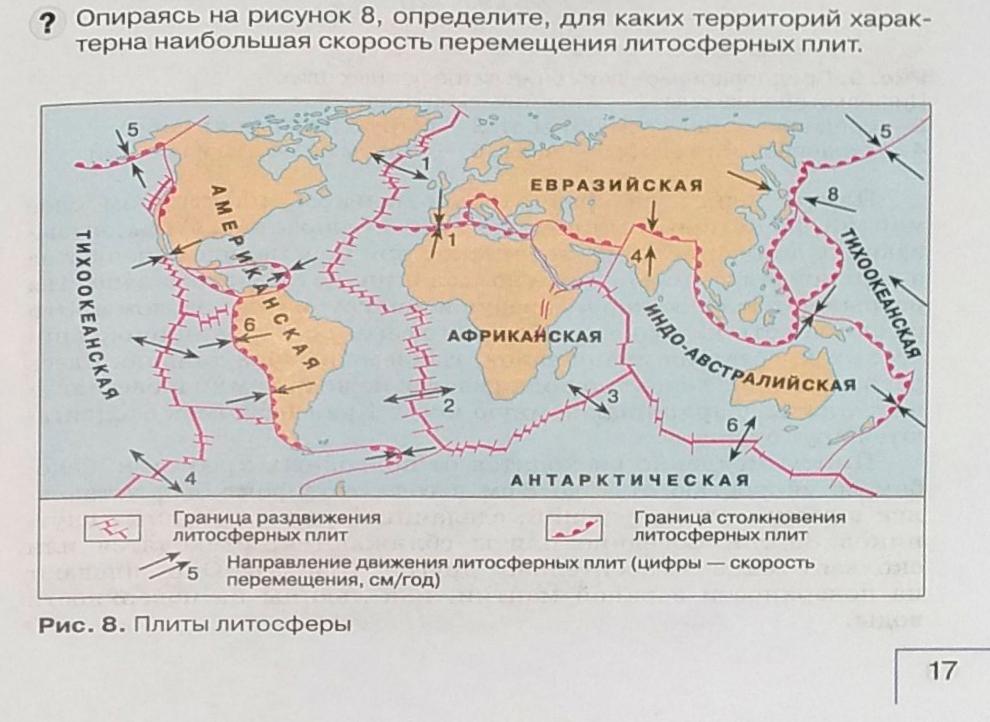 ? Опираясь на рисунок 8, определите, для каких территорий харак-
терна наибольшая скорость перемещения литосферных плит.
5
5
1
ЕВРАЗИЙСКАЯ
8
АМЕРИКАНСКАЯ
ТИХООКЕАНСКАЯ
1
4
ТИХООКЕАНСКАЯ
6
АФРИКАНСКАЯ
ИНДО-АВСТРАЛИЙСКАЯ
2
3
6
4
АНТАРКТИЧЕСКАЯ
Граница раздвижения
литосферных плит
Граница столкновения
литосферных плит
5
Направление движения литосферных плит (цифры — скорость
перемещения, см/год)
Рис. 8. Плиты литосферы
17